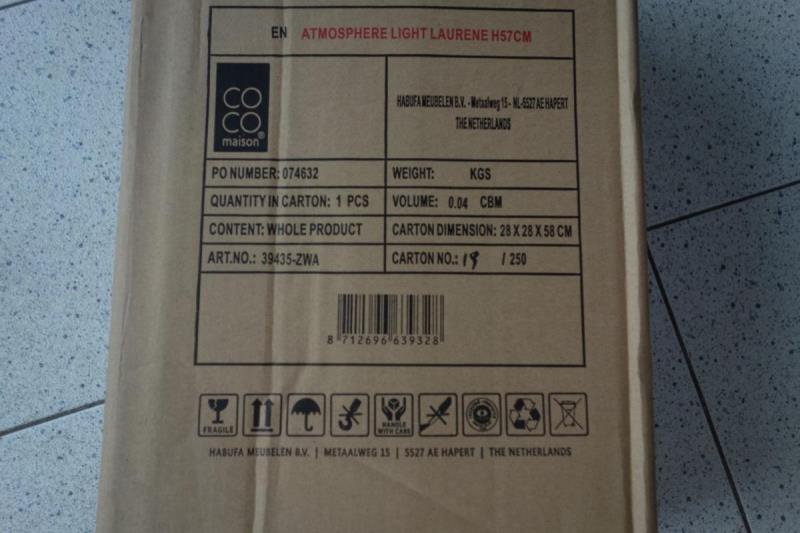 EN ATMOSPHERE LIGHT LAURENE H57CM
CO
CO
maison®
HABUFA MEUBELEN B.V. - Metaalweg 15 - NL-5527 AE HAPERT
THE NETHERLANDS
PO NUMBER: 074632
WEIGHT: KGS
QUANTITY IN CARTON: 1 PCS
VOLUME: 0.04 CBM
CONTENT: WHOLE PRODUCT
CARTON DIMENSION: 28 X 28 X 58 CM
ART.NO.: 39435-ZWA
CARTON NO.: 19 / 250
8 712696 639328
FRAGILE
HANDLE
WITH CARE
HABUFA MEUBELEN B.V. | METAALWEG 15 | 5527 AE HAPERT | THE NETHERLANDS